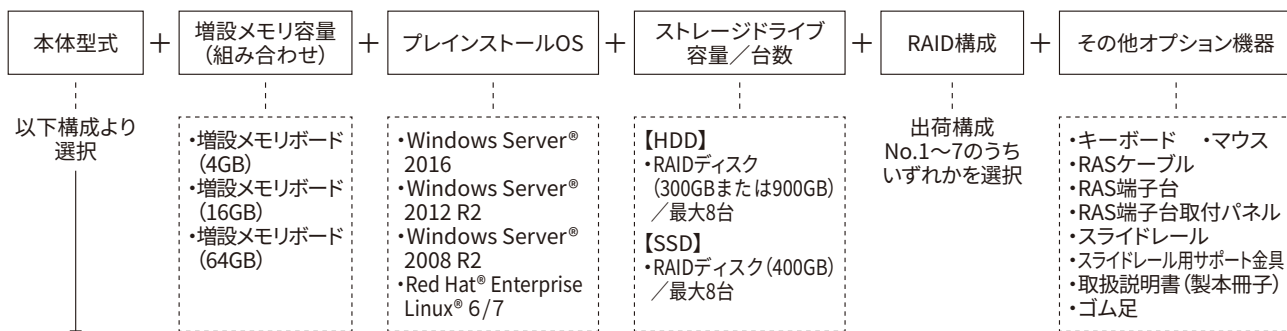 本体型式
+
増設メモリ容量
(組み合わせ)
+
プレインストールOS
+
ストレージドライブ
容量／台数
+
RAID構成
+
その他オプション機器
以下構成より
選択
・増設メモリボード
(4GB)
・増設メモリボード
(16GB)
・増設メモリボード
(64GB)
・Windows Server®
2016
・Windows Server®
2012 R2
・Windows Server®
2008 R2
・Red Hat® Enterprise
Linux® 6/7
【HDD】
・RAIDディスク
(300GBまたは900GB)
／最大8台
【SSD】
・RAIDディスク(400GB)
／最大8台
出荷構成
No.1〜7のうち
いずれかを選択
・キーボード ・マウス
・RASケーブル
・RAS端子台
・RAS端子台取付パネル
・スライドレール
・スライドレール用サポート金具
・取扱説明書(製本冊子)
・ゴム足